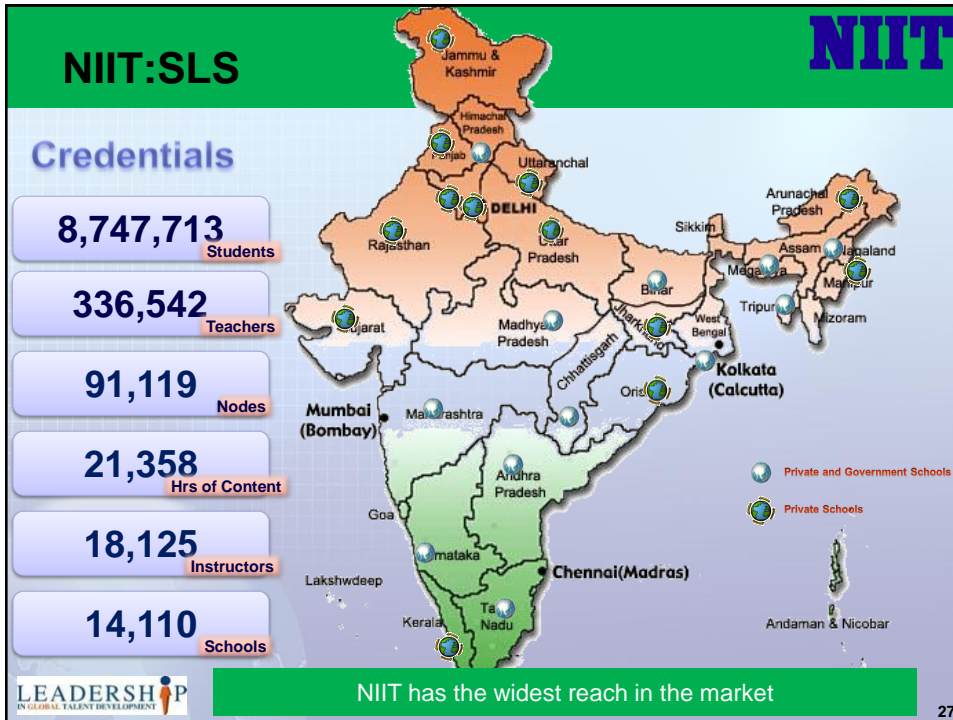 NIIT:SLS
NIIT
Credentials
8,747,713
Students
336,542
Teachers
91,119
Nodes
21,358
Hrs of Content
18,125
Instructors
14,110
Schools
Jammu &
Kashmir
Himachal
Pradesh
Uttaranchal
DELHI
Rajasthan
Uttar
Pradesh
Sikkim
Arunachal
Pradesh
Assam
Nagaland
Tripura
Mizoram
Bihar
Madhya
Pradesh
Chhattisgarh
West
Bengal
Kolkata
(Calcutta)
Mumbai
(Bombay)
Andhra
Pradesh
Goa
Chennai(Madras)
Lakshwdeep
Kerala
Nadu
Andaman & Nicobar
Private and Government Schools
Private Schools
LEADERSHIP
IN GLOBAL TALENT DEVELOPMENT
NIIT has the widest reach in the market
27